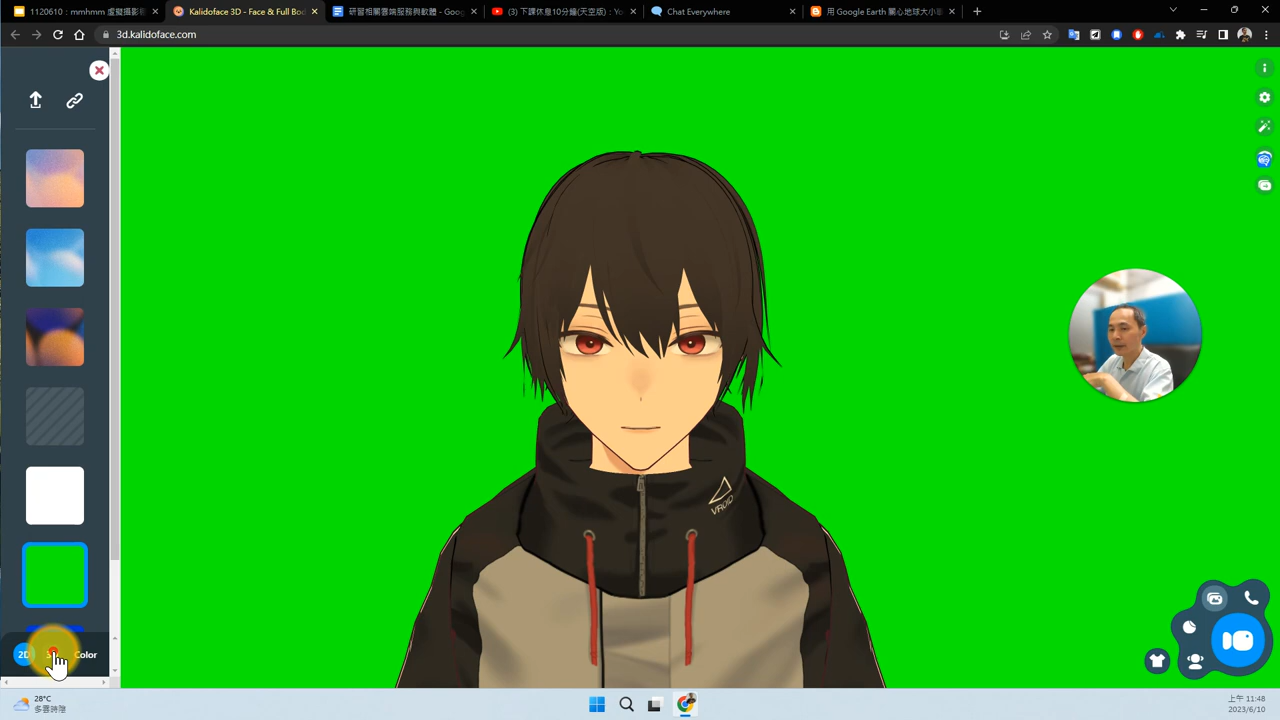 1120610 : mmhmm 虛擬攝影
Kalidoface 3D - Face & Full Bod
研習相關雲端服務與軟體 - Goog
(3) 下課休息10分鐘(天空版) : Yo
Chat Everywhere
用 Google Earth 關心地球大小
3d.kalidoface.com
VROID
2D
Color
28°C
多雲時陰
上午 11:48
2023/6/10